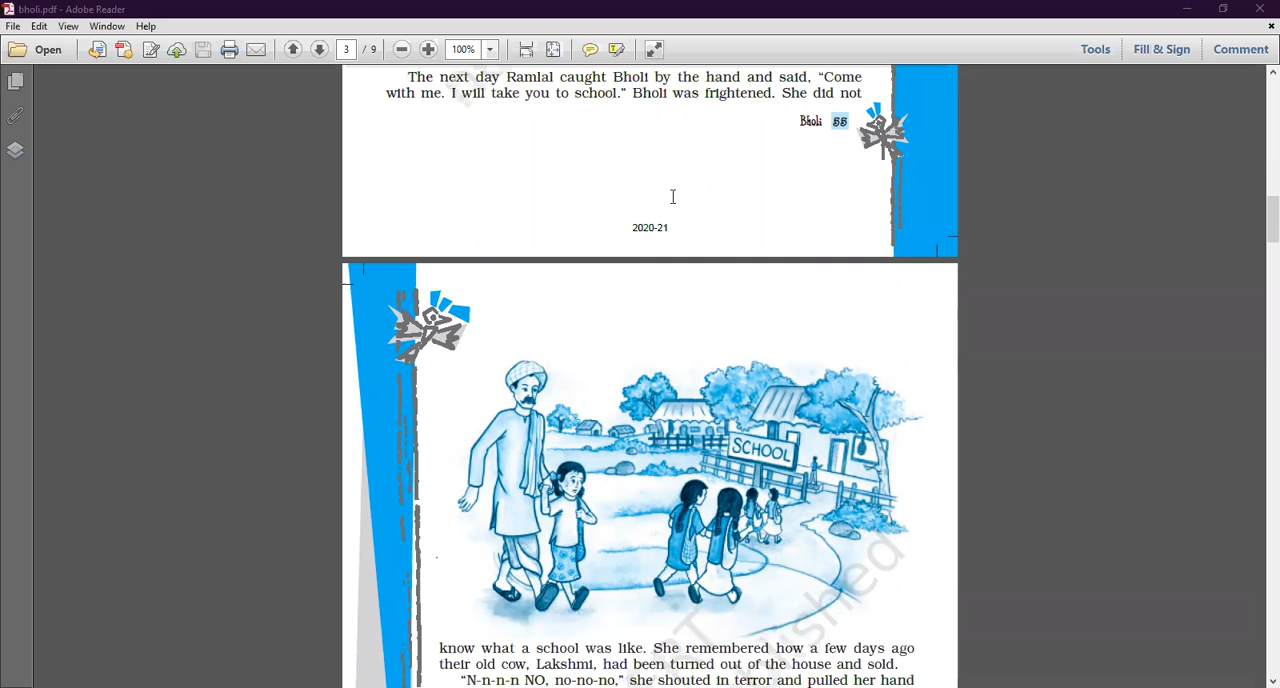 bholi.pdf - Adobe Reader
File Edit View Window Help
Open 3 / 9 100% Tools Fill & Sign Comment
The next day Ramlal caught Bholi by the hand and said, “Come
with me. I will take you to school.” Bholi was frightened. She did not
Bholi 55
2020-21
SCHOOL
know what a school was like. She remembered how a few days ago
their old cow, Lakshmi, had been turned out of the house and sold.
“N-n-n-n NO, no-no-no,” she shouted in terror and pulled her hand